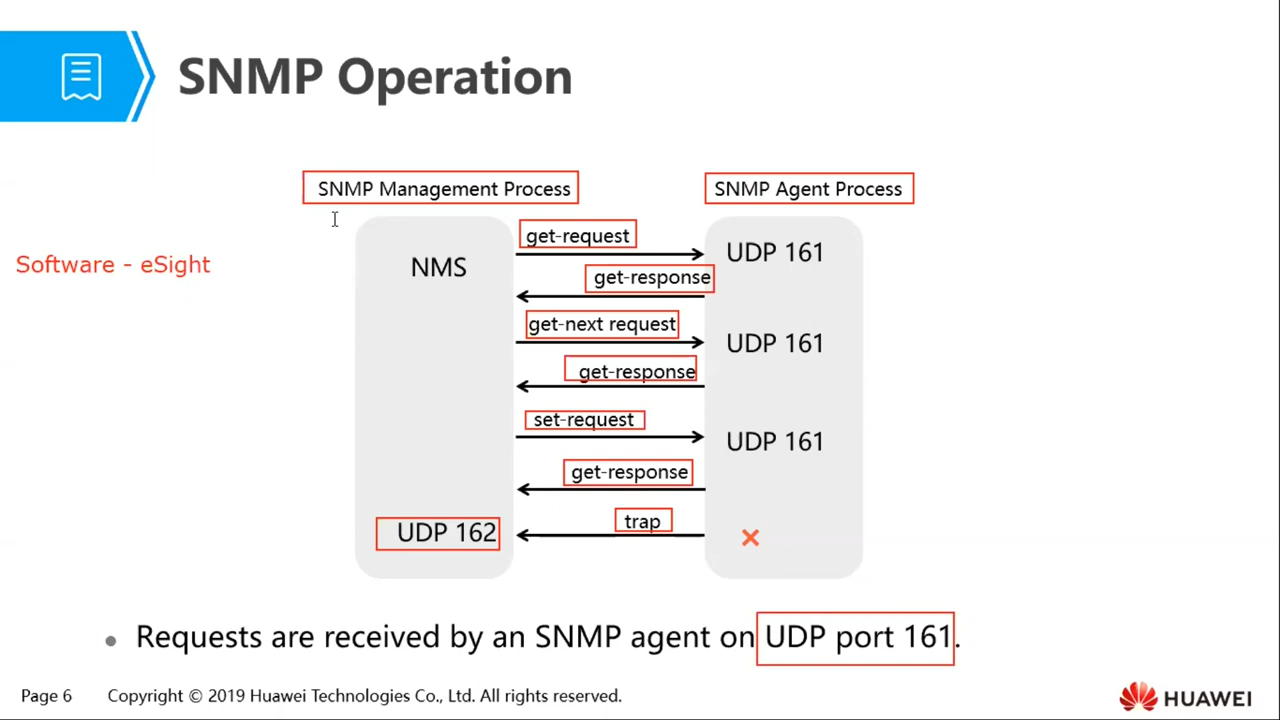 SNMP Operation
SNMP Management Process
SNMP Agent Process
get-request
UDP 161
Software - eSight
NMS
get-response
get-next request
UDP 161
get-response
set-request
UDP 161
get-response
trap
UDP 162
• Requests are received by an SNMP agent on UDP port 161.
Page 6 Copyright © 2019 Huawei Technologies Co., Ltd. All rights reserved.
HUAWEI